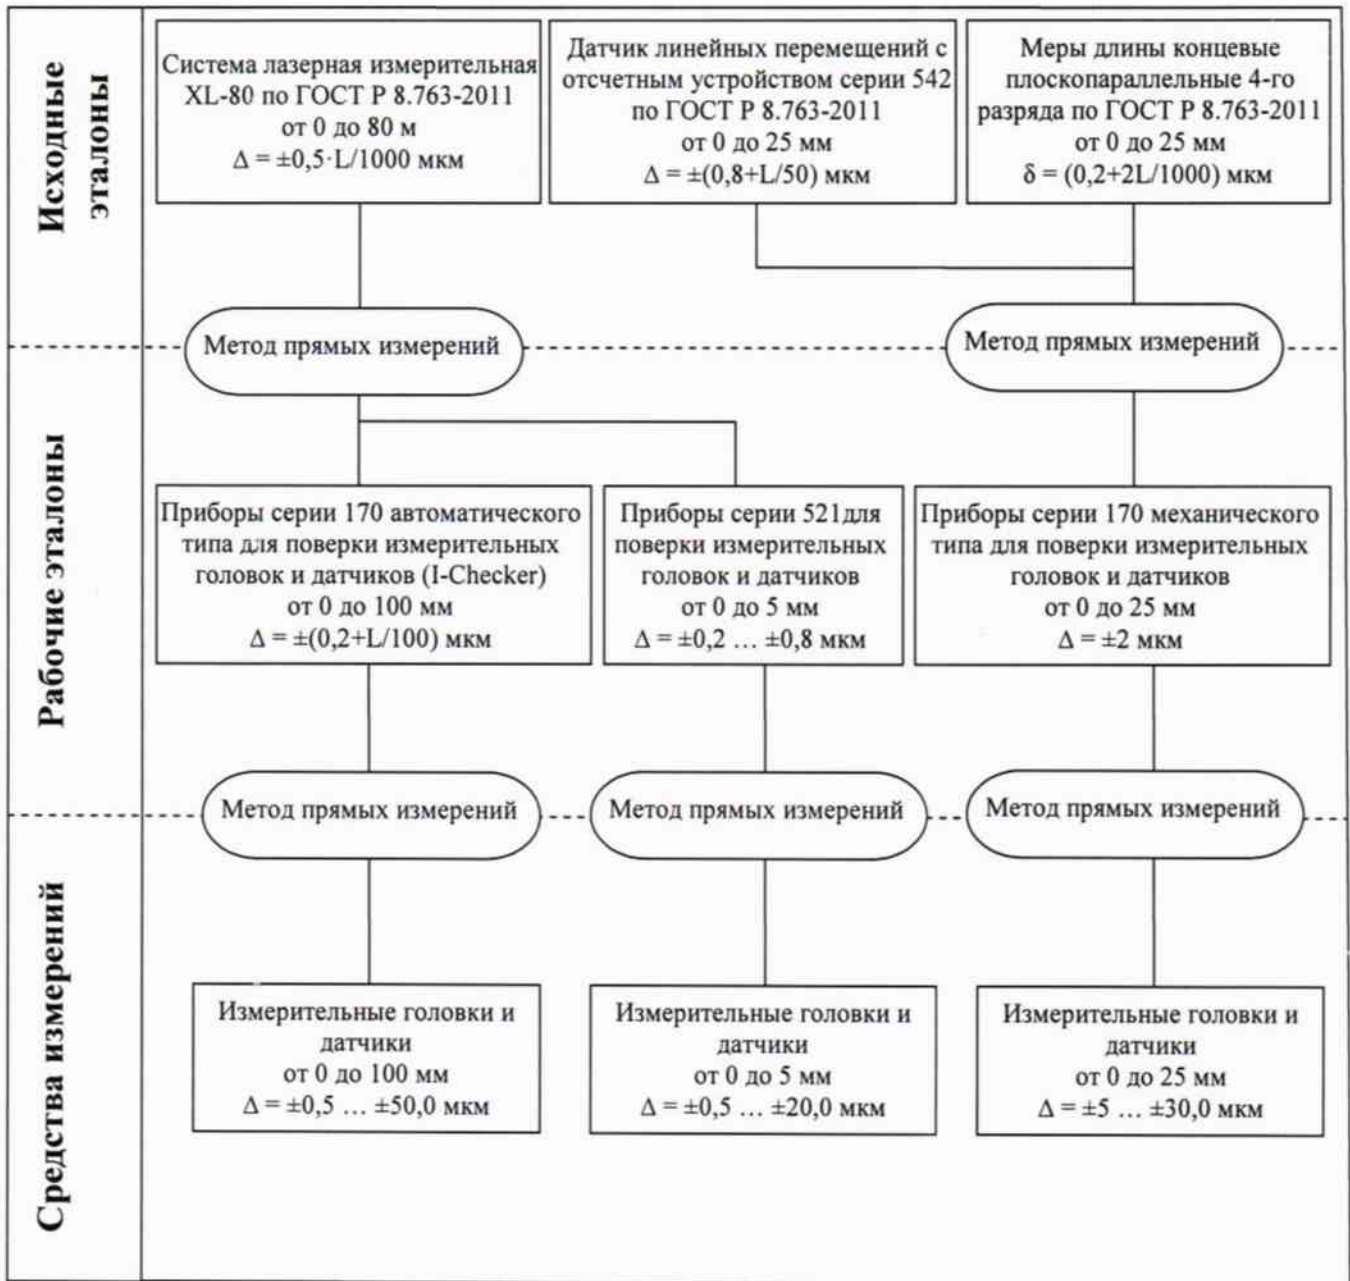 Исходные
эталоны
Система лазерная измерительная
XL-80 по ГОСТ Р 8.763-2011
от 0 до 80 м
Δ = ±0,5·L/1000 мкм
Датчик линейных перемещений с
отсчетным устройством серии 542
по ГОСТ Р 8.763-2011
от 0 до 25 мм
Δ = ±(0,8+L/50) мкм
Меры длины концевые
плоскопараллельные 4-го
разряда по ГОСТ Р 8.763-2011
от 0 до 25 мм
δ = (0,2+2L/1000) мкм
Метод прямых измерений
Метод прямых измерений
Рабочие эталоны
Приборы серии 170 автоматического
типа для поверки измерительных
головок и датчиков (I-Checker)
от 0 до 100 мм
Δ = ±(0,2+L/100) мкм
Приборы серии 521для
поверки измерительных
головок и датчиков
от 0 до 5 мм
Δ = ±0,2 … ±0,8 мкм
Приборы серии 170 механического
типа для поверки измерительных
головок и датчиков
от 0 до 25 мм
Δ = ±2 мкм
Метод прямых измерений
Метод прямых измерений
Метод прямых измерений
Средства измерений
Измерительные головки и
датчики
от 0 до 100 мм
Δ = ±0,5 … ±50,0 мкм
Измерительные головки и
датчики
от 0 до 5 мм
Δ = ±0,5 … ±20,0 мкм
Измерительные головки и
датчики
от 0 до 25 мм
Δ = ±5 … ±30,0 мкм